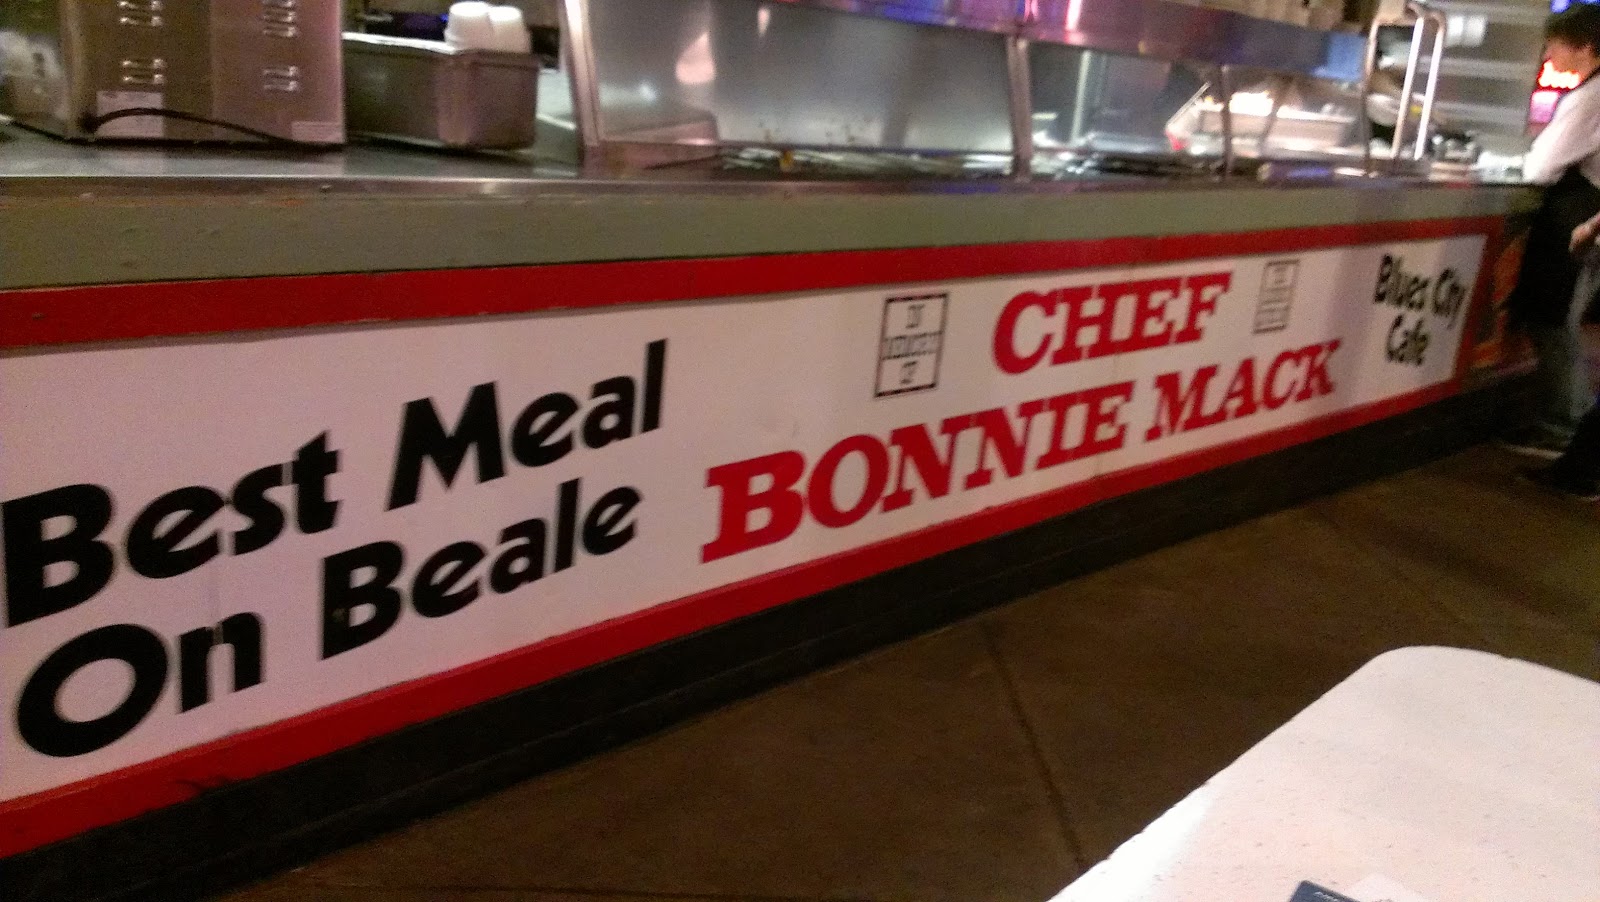 Best Meal
On Beale
CHEF
BONNIE MACK
Blues City
Cafe